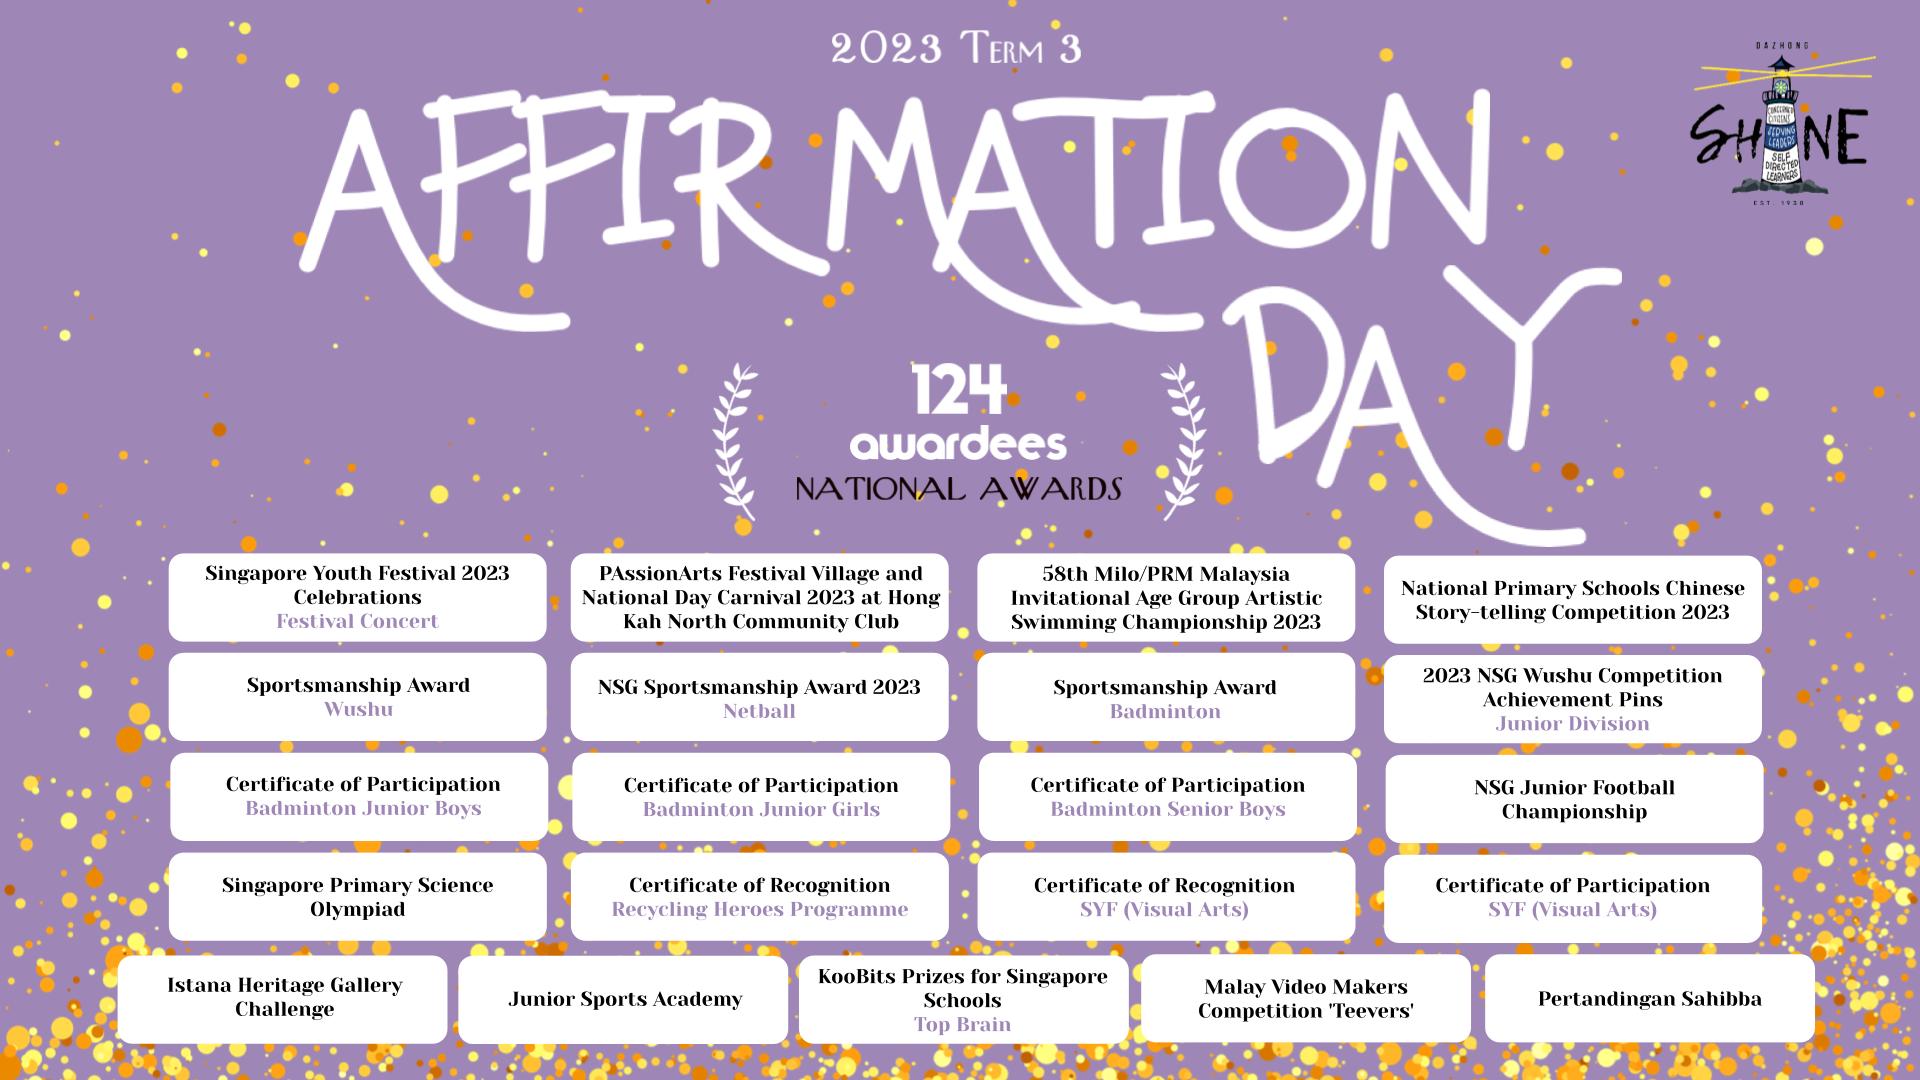 2023 Term 3
DAZHONG
SHINE
CONCERNED
CITIZENS
SERVING
LEADERS
SELF
DIRECTED
LEARNERS
EST. 1930
AFFIRMATION
DAY
124
awardees
NATIONAL AWARDS
Singapore Youth Festival 2023
Celebrations
Festival Concert
PAssionArts Festival Village and
National Day Carnival 2023 at Hong
Kah North Community Club
58th Milo/PRM Malaysia
Invitational Age Group Artistic
Swimming Championship 2023
National Primary Schools Chinese
Story-telling Competition 2023
Sportsmanship Award
Wushu
NSG Sportsmanship Award 2023
Netball
Sportsmanship Award
Badminton
2023 NSG Wushu Competition
Achievement Pins
Junior Division
Certificate of Participation
Badminton Junior Boys
Certificate of Participation
Badminton Junior Girls
Certificate of Participation
Badminton Senior Boys
NSG Junior Football
Championship
Singapore Primary Science
Olympiad
Certificate of Recognition
Recycling Heroes Programme
Certificate of Recognition
SYF (Visual Arts)
Certificate of Participation
SYF (Visual Arts)
Istana Heritage Gallery
Challenge
Junior Sports Academy
KooBits Prizes for Singapore
Schools
Top Brain
Malay Video Makers
Competition 'Teevers'
Pertandingan Sahibba